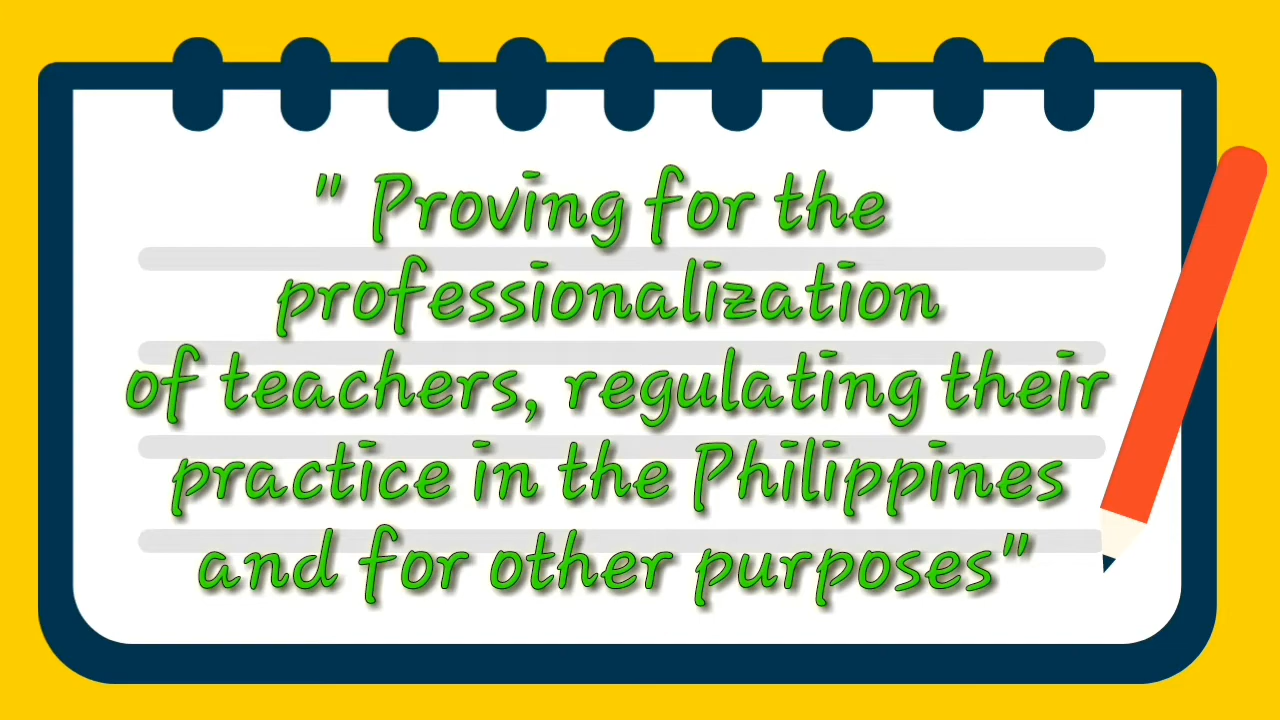 " Proving for the
professionalization
of teachers, regulating their
practice in the Philippines
and for other purposes"